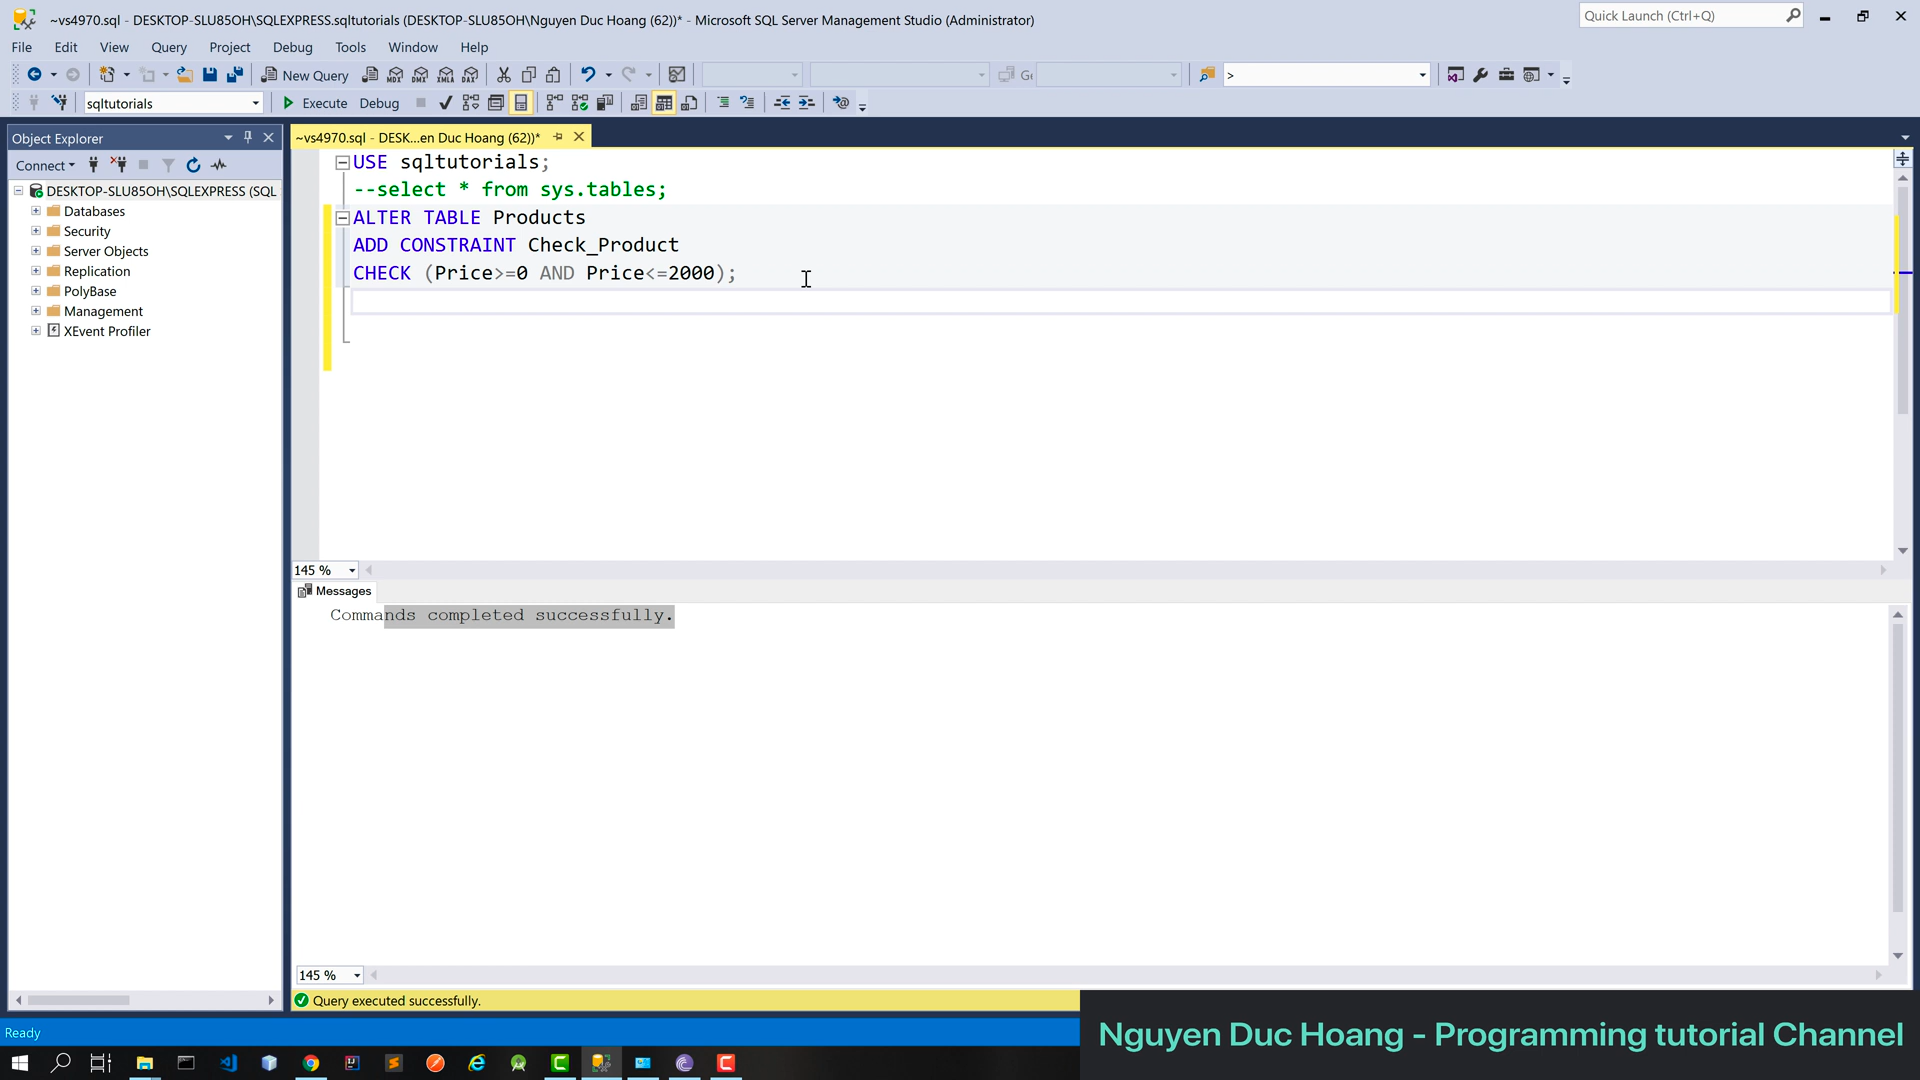 ~vs4970.sql - DESKTOP-SLU85OH\SQLEXPRESS.sqltutorials (DESKTOP-SLU85OH\Nguyen Duc Hoang (62))* - Microsoft SQL Server Management Studio (Administrator)
Quick Launch (Ctrl+Q)
File Edit View Query Project Debug Tools Window Help
New Query MDX DMX XMLA DAX >
sqltutorials Execute Debug
Object Explorer
~vs4970.sql - DESK...en Duc Hoang (62))*
Connect
DESKTOP-SLU85OH\SQLEXPRESS (SQL
Databases
Security
Server Objects
Replication
PolyBase
Management
XEvent Profiler
USE sqltutorials;
--select * from sys.tables;
ALTER TABLE Products
ADD CONSTRAINT Check_Product
CHECK (Price>=0 AND Price<=2000);
145 %
Messages
Commands completed successfully.
145 %
Query executed successfully.
Ready
Nguyen Duc Hoang - Programming tutorial Channel